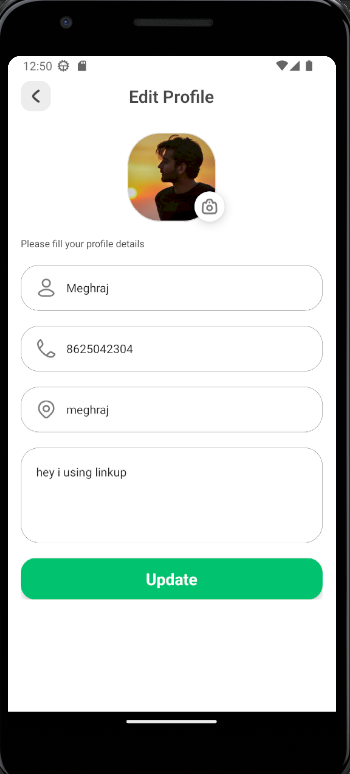 12:50
Edit Profile
Please fill your profile details
Meghraj
8625042304
meghraj
hey i using linkup
Update